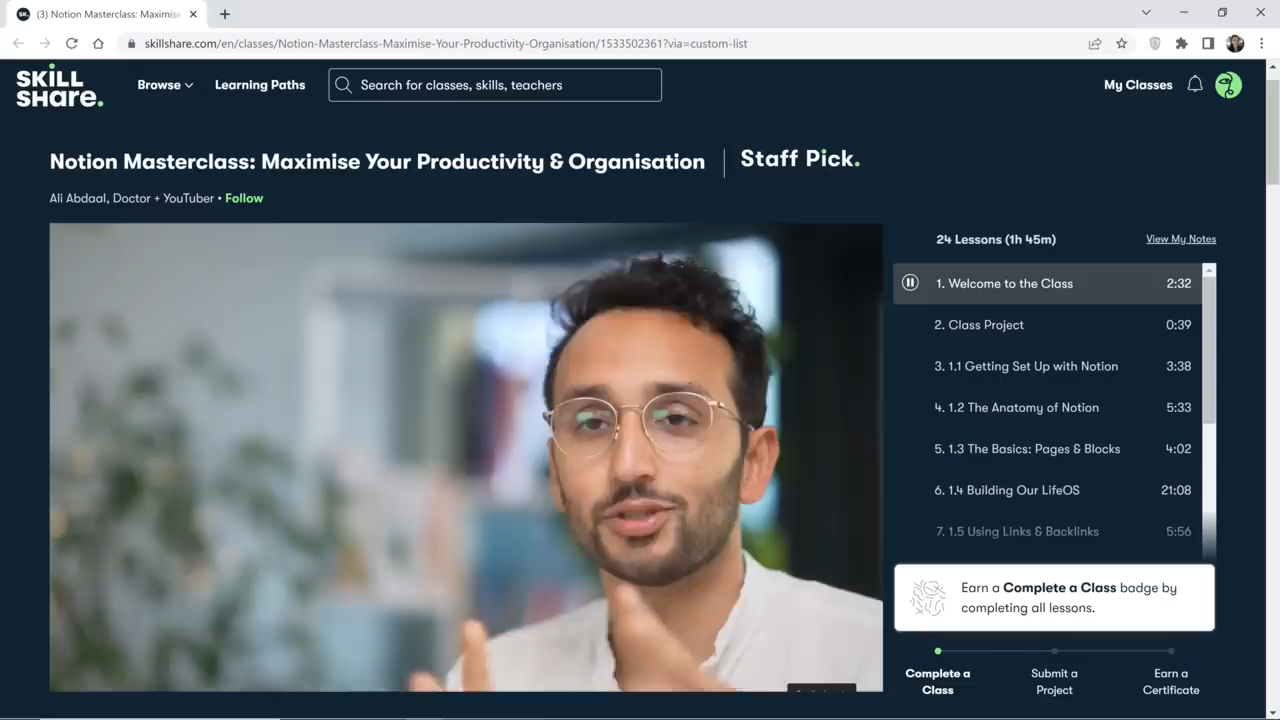 (3) Notion Masterclass: Maximise
skillshare.com/en/classes/Notion-Masterclass-Maximise-Your-Productivity-Organisation/1533502361?via=custom-list
SKILL
SHare.
Browse
Learning Paths
Search for classes, skills, teachers
My Classes
Notion Masterclass: Maximise Your Productivity & Organisation
Staff Pick.
Ali Abdaal, Doctor + YouTuber • Follow
24 Lessons (1h 45m)
View My Notes
1. Welcome to the Class 2:32
2. Class Project 0:39
3. 1.1 Getting Set Up with Notion 3:38
4. 1.2 The Anatomy of Notion 5:33
5. 1.3 The Basics: Pages & Blocks 4:02
6. 1.4 Building Our LifeOS 21:08
7. 1.5 Using Links & Backlinks 5:56
Earn a Complete a Class badge by
completing all lessons.
Complete a
Class
Submit a
Project
Earn a
Certificate